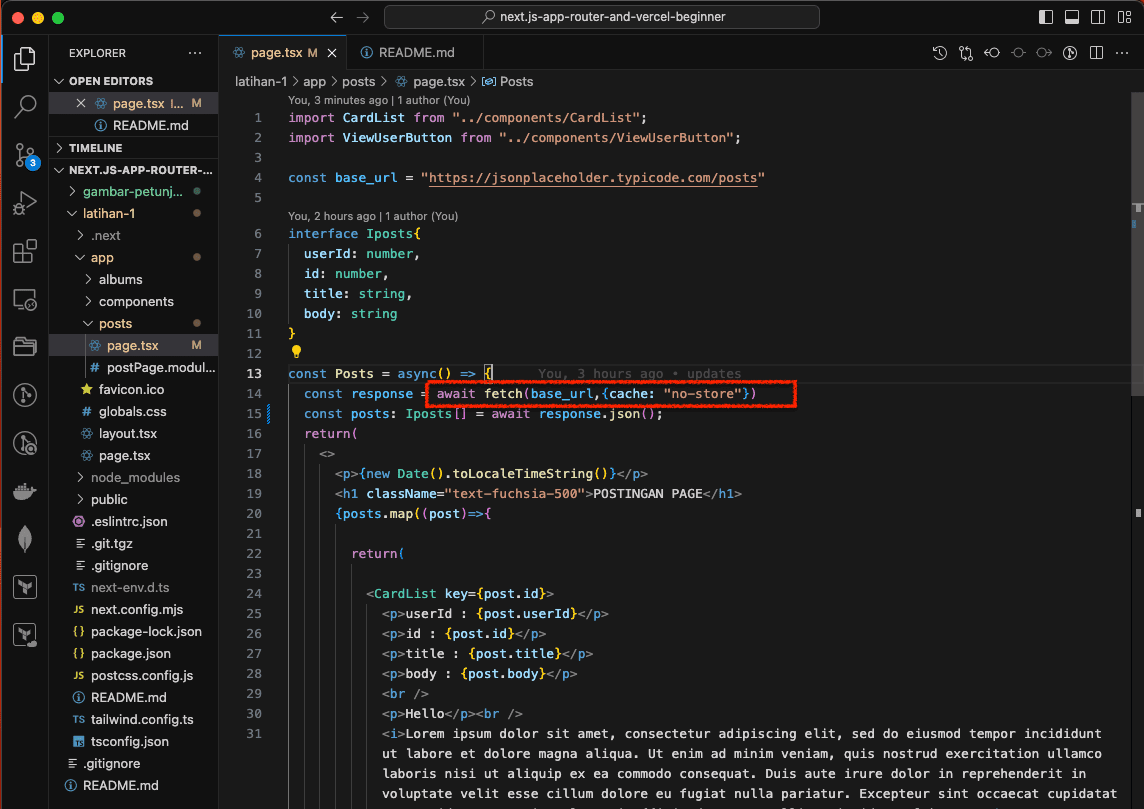 next.js-app-router-and-vercel-beginner
EXPLORER
OPEN EDITORS
page.tsx l... M
README.md
TIMELINE
NEXT.JS-APP-ROUTER-...
gambar-petunj...
latihan-1
.next
app
albums
components
posts
page.tsx M
postPage.modul...
favicon.ico
globals.css
layout.tsx
page.tsx
node_modules
public
.eslintrc.json
.git.tgz
.gitignore
TS next-env.d.ts
JS next.config.mjs
package-lock.json
package.json
JS postcss.config.js
README.md
TS tailwind.config.ts
TS tsconfig.json
.gitignore
README.md
3
page.tsx M
README.md
latihan-1 > app > posts > page.tsx > Posts
You, 3 minutes ago | 1 author (You)
1 import CardList from "../components/CardList";
2 import ViewUserButton from "../components/ViewUserButton";
3
4 const base_url = "https://jsonplaceholder.typicode.com/posts"
5
You, 2 hours ago | 1 author (You)
6 interface Iposts{
7 userId: number,
8 id: number,
9 title: string,
10 body: string
11 }
12
13 const Posts = async() => { You, 3 hours ago • updates
14 const response = await fetch(base_url,{cache: "no-store"})
15 const posts: Iposts[] = await response.json();
16 return(
17 <>
18 <p>{new Date().toLocaleTimeString()}</p>
19 <h1 className="text-fuchsia-500">POSTINGAN PAGE</h1>
20 {posts.map((post)=>{
21
22 return(
23
24 <CardList key={post.id}>
25 <p>userId : {post.userId}</p>
26 <p>id : {post.id}</p>
27 <p>title : {post.title}</p>
28 <p>body : {post.body}</p>
29 <br />
30 <p>Hello</p><br />
31 <i>Lorem ipsum dolor sit amet, consectetur adipiscing elit, sed do eiusmod tempor incididunt
ut labore et dolore magna aliqua. Ut enim ad minim veniam, quis nostrud exercitation ullamco
laboris nisi ut aliquip ex ea commodo consequat. Duis aute irure dolor in reprehenderit in
voluptate velit esse cillum dolore eu fugiat nulla pariatur. Excepteur sint occaecat cupidatat